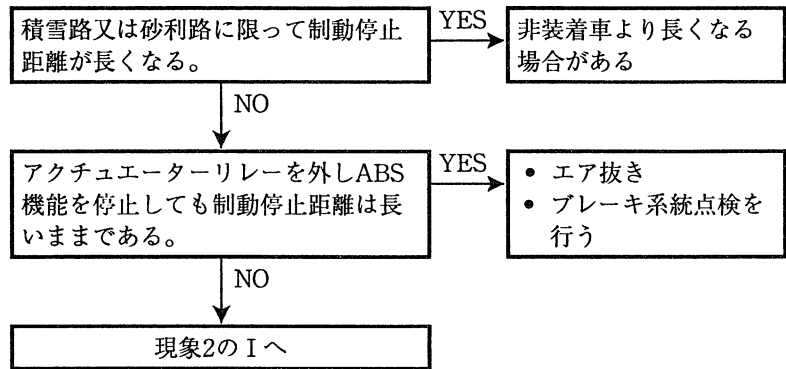 積雪路又は砂利路に限って制動停止
距離が長くなる。
YES
非装着車より長くなる
場合がある
NO
アクチュエーターリレーを外しABS
機能を停止しても制動停止距離は長
いままである。
YES
• エア抜き
• ブレーキ系統点検を
行う
NO
現象2のIへ